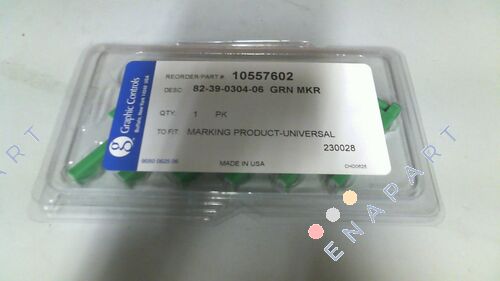 Graphic Controls
Buffalo, New York 14240 USA
REORDER/PART #: 10557602
DESC: 82-39-0304-06 GRN MKR
QTY: 1 PK
TO FIT: MARKING PRODUCT-UNIVERSAL
230028
MADE IN USA
ENAPART